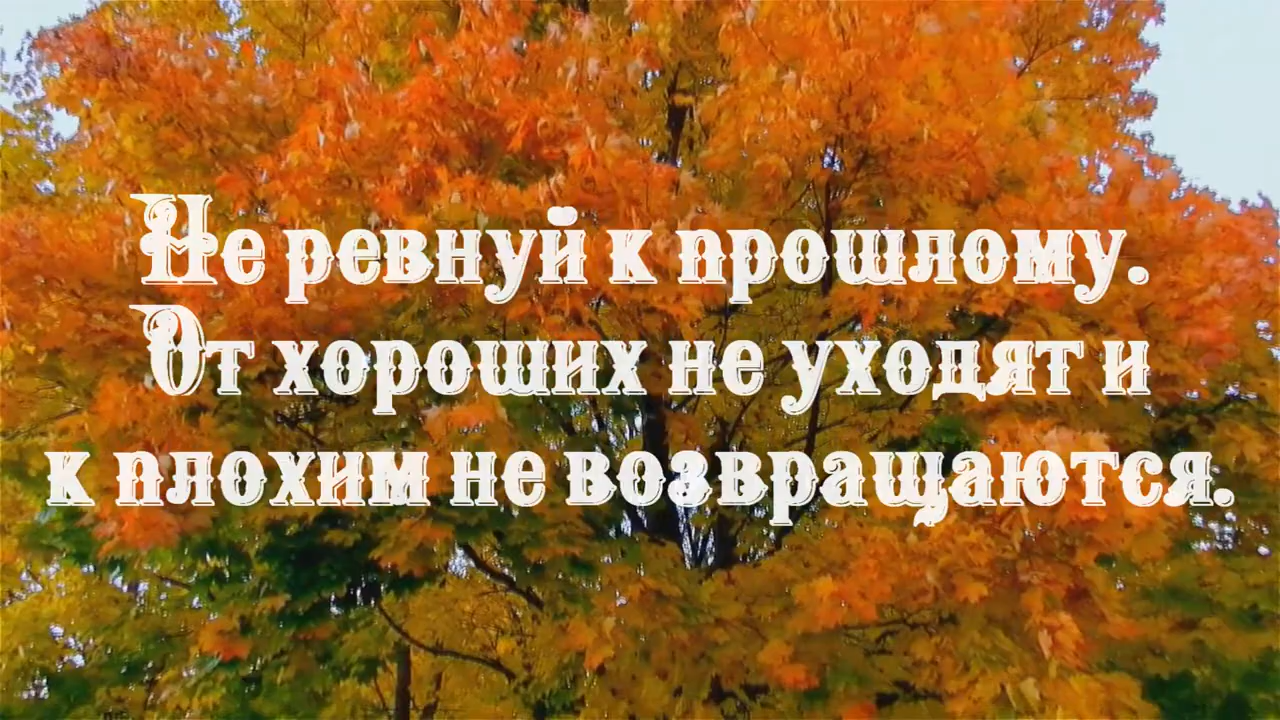 Не ревнуй к прошлому.
От хороших не уходят и
к плохим не возвращаются.